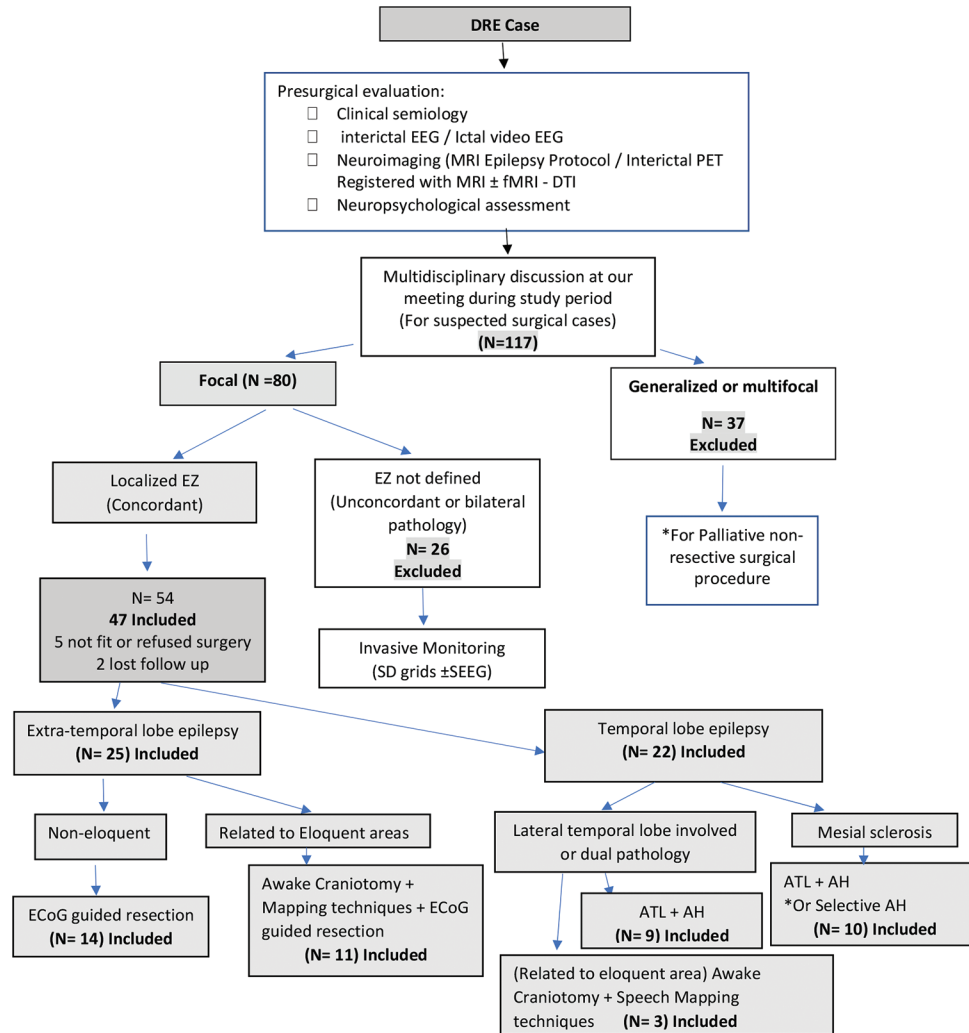 DRE Case
Presurgical evaluation:
□ Clinical semiology
□ interictal EEG / Ictal video EEG
□ Neuroimaging (MRI Epilepsy Protocol / Interictal PET
Registered with MRI ± fMRI - DTI
□ Neuropsychological assessment
Multidisciplinary discussion at our
meeting during study period
(For suspected surgical cases)
(N=117)
Focal (N =80)
Generalized or multifocal
N= 37
Excluded
Localized EZ
(Concordant)
EZ not defined
(Unconcordant or bilateral
pathology)
N= 26
Excluded
*For Palliative non-
resective surgical
procedure
N= 54
47 Included
5 not fit or refused surgery
2 lost follow up
Invasive Monitoring
(SD grids ±SEEG)
Extra-temporal lobe epilepsy
(N= 25) Included
Temporal lobe epilepsy
(N= 22) Included
Non-eloquent
Related to Eloquent areas
Lateral temporal lobe involved
or dual pathology
Mesial sclerosis
ECoG guided resection
(N= 14) Included
Awake Craniotomy +
Mapping techniques + ECoG
guided resection
(N= 11) Included
ATL + AH
(N= 9) Included
ATL + AH
*Or Selective AH
(N= 10) Included
(Related to eloquent area) Awake
Craniotomy + Speech Mapping
techniques (N= 3) Included